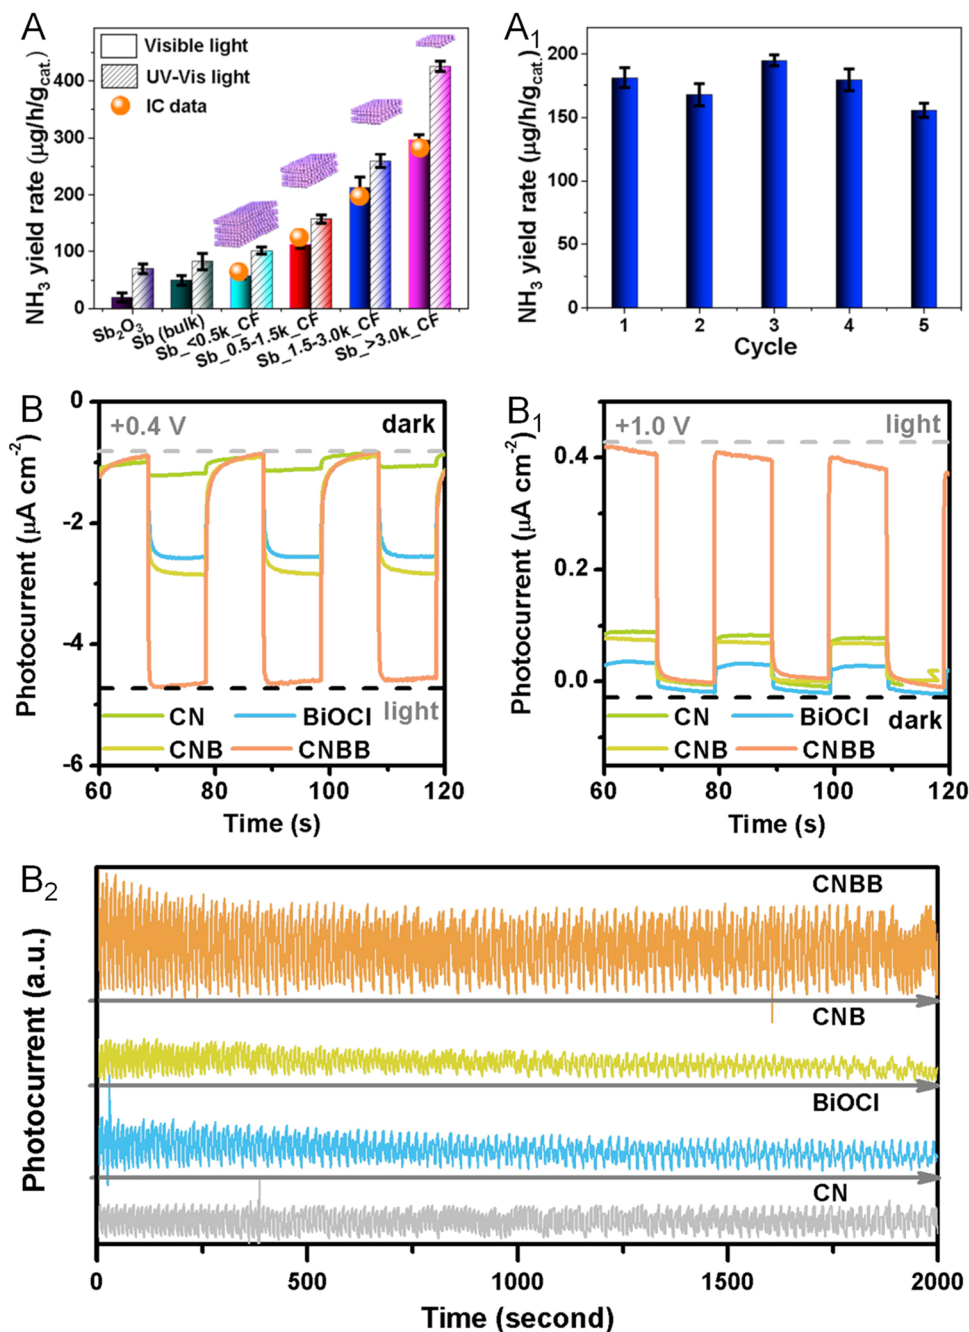 A
NH3 yield rate (μg/h/gcat.)
400
300
200
100
0
Visible light
UV-Vis light
IC data
Sb2O3
Sb (bulk)
Sb_<0.5k_CF
Sb_0.5-1.5k_CF
Sb_1.5-3.0k_CF
Sb_>3.0k_CF
A1
NH3 yield rate (μg/h/gcat.)
200
150
100
50
0
1 2 3 4 5
Cycle
B
Photocurrent (μA cm-2)
0
-2
-4
-6
+0.4 V
dark
light
CN BiOCl
CNB CNBB
60 80 100 120
Time (s)
B1
Photocurrent (μA cm-2)
0.4
0.2
0.0
+1.0 V
light
dark
CN BiOCl
CNB CNBB
60 80 100 120
Time (s)
B2
Photocurrent (a.u.)
CNBB
CNB
BiOCl
CN
0 500 1000 1500 2000
Time (second)